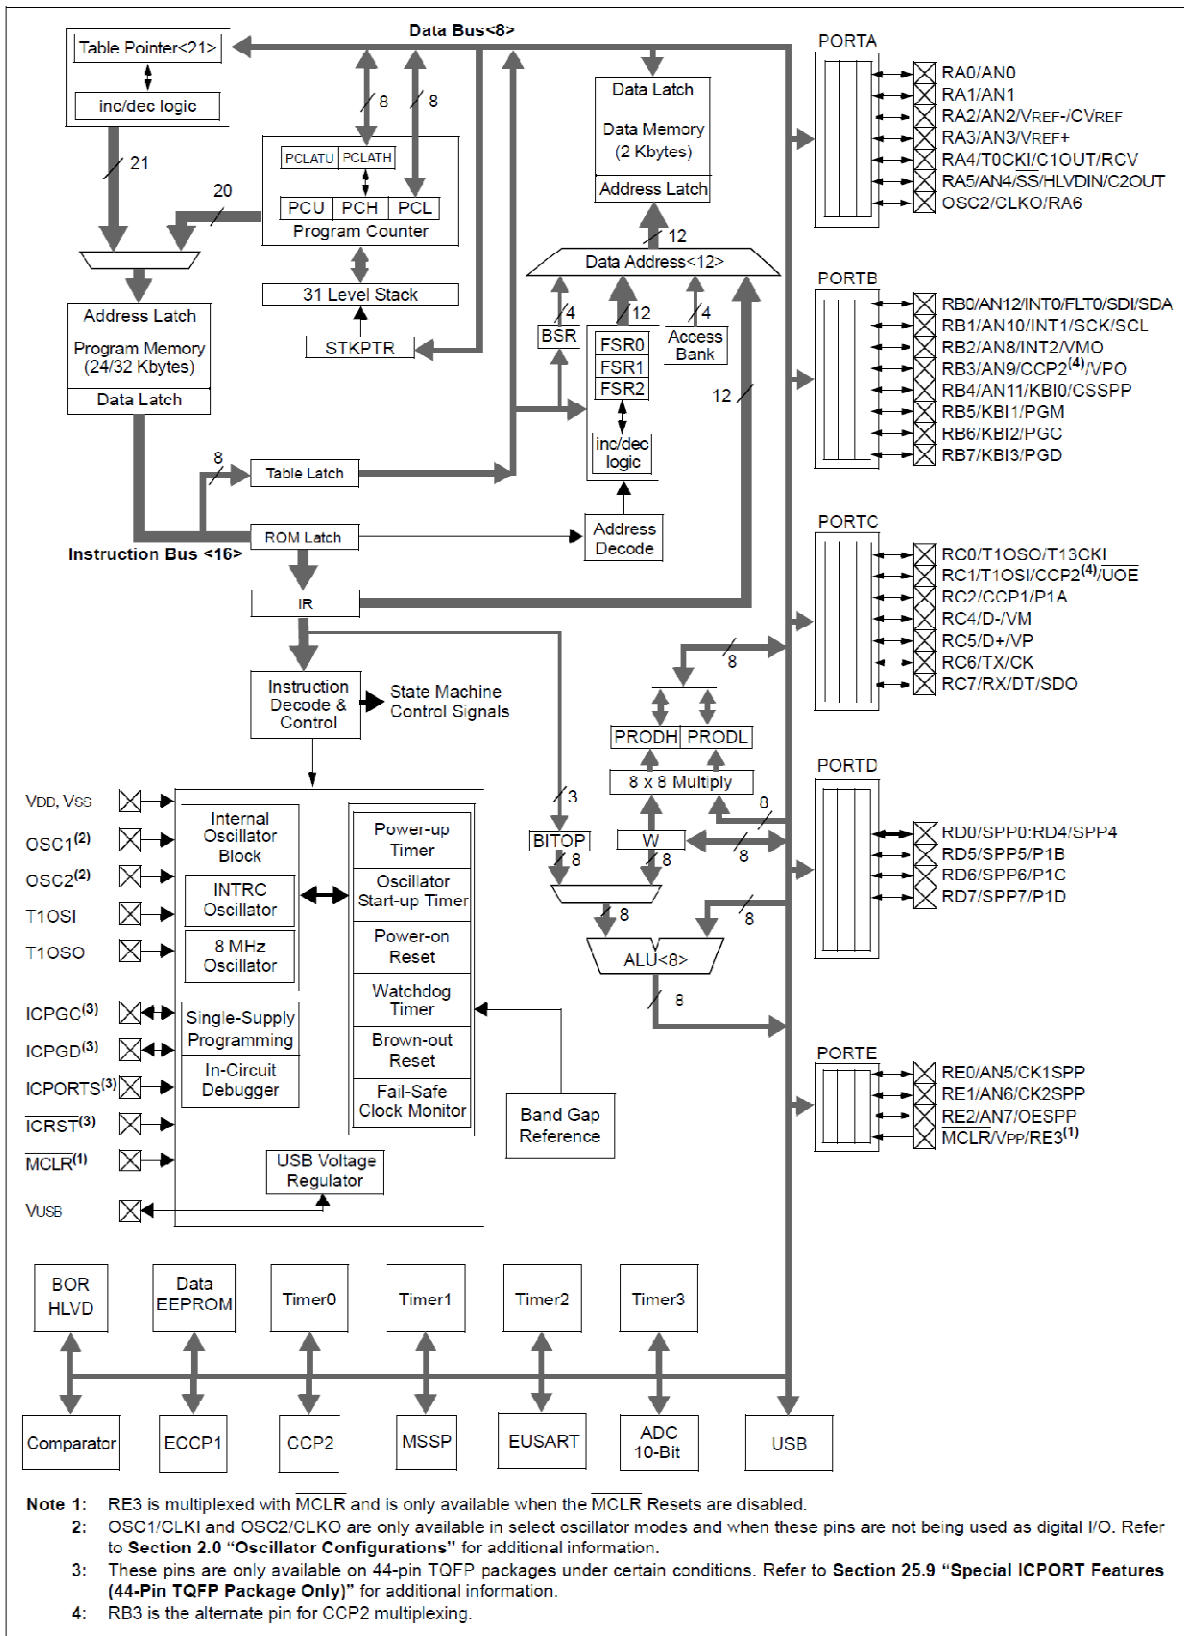 Data Bus<8>
Table Pointer<21>
inc/dec logic
21
20
8
8
PCLATU
PCLATH
PCU
PCH
PCL
Program Counter
31 Level Stack
STKPTR
Data Latch
Data Memory
(2 Kbytes)
Address Latch
12
Data Address<12>
4
12
4
BSR
FSR0
FSR1
FSR2
Access
Bank
12
inc/dec
logic
Address Latch
Program Memory
(24/32 Kbytes)
Data Latch
8
Table Latch
ROM Latch
Instruction Bus <16>
Address
Decode
IR
Instruction
Decode &
Control
State Machine
Control Signals
8
PRODH
PRODL
8 x 8 Multiply
3
8
BITOP
W
8
8
8
8
8
ALU<8>
8
VDD, VSS
OSC1(2)
OSC2(2)
T1OSI
T1OSO
ICPGC(3)
ICPGD(3)
ICPORTS(3)
ICRST(3)
MCLR(1)
VUSB
Internal
Oscillator
Block
INTRC
Oscillator
8 MHz
Oscillator
Single-Supply
Programming
In-Circuit
Debugger
Power-up
Timer
Oscillator
Start-up Timer
Power-on
Reset
Watchdog
Timer
Brown-out
Reset
Fail-Safe
Clock Monitor
Band Gap
Reference
USB Voltage
Regulator
PORTA
RA0/AN0
RA1/AN1
RA2/AN2/VREF-/CVREF
RA3/AN3/VREF+
RA4/T0CKI/C1OUT/RCV
RA5/AN4/SS/HLVDIN/C2OUT
OSC2/CLKO/RA6
PORTB
RB0/AN12/INT0/FLT0/SDI/SDA
RB1/AN10/INT1/SCK/SCL
RB2/AN8/INT2/VMO
RB3/AN9/CCP2(4)/VPO
RB4/AN11/KBI0/CSSPP
RB5/KBI1/PGM
RB6/KBI2/PGC
RB7/KBI3/PGD
PORTC
RC0/T1OSO/T13CKI
RC1/T1OSI/CCP2(4)/UOE
RC2/CCP1/P1A
RC4/D-/VM
RC5/D+/VP
RC6/TX/CK
RC7/RX/DT/SDO
PORTD
RD0/SPP0:RD4/SPP4
RD5/SPP5/P1B
RD6/SPP6/P1C
RD7/SPP7/P1D
PORTE
RE0/AN5/CK1SPP
RE1/AN6/CK2SPP
RE2/AN7/OESPP
MCLR/VPP/RE3(1)
BOR
HLVD
Data
EEPROM
Timer0
Timer1
Timer2
Timer3
Comparator
ECCP1
CCP2
MSSP
EUSART
ADC
10-Bit
USB
Note 1: RE3 is multiplexed with MCLR and is only available when the MCLR Resets are disabled.
2: OSC1/CLKI and OSC2/CLKO are only available in select oscillator modes and when these pins are not being used as digital I/O. Refer
to Section 2.0 “Oscillator Configurations” for additional information.
3: These pins are only available on 44-pin TQFP packages under certain conditions. Refer to Section 25.9 “Special ICPORT Features
(44-Pin TQFP Package Only)” for additional information.
4: RB3 is the alternate pin for CCP2 multiplexing.